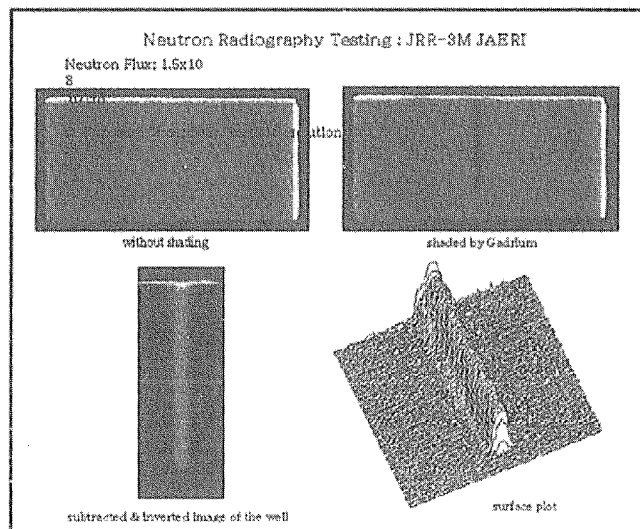 Neutron Radiography Testing : JRR-3M JAERI
Neutron Flux; 1.5x10
8
without shading
shaded by Gadrium
subtracted & Inverted Image of the well
surface plot